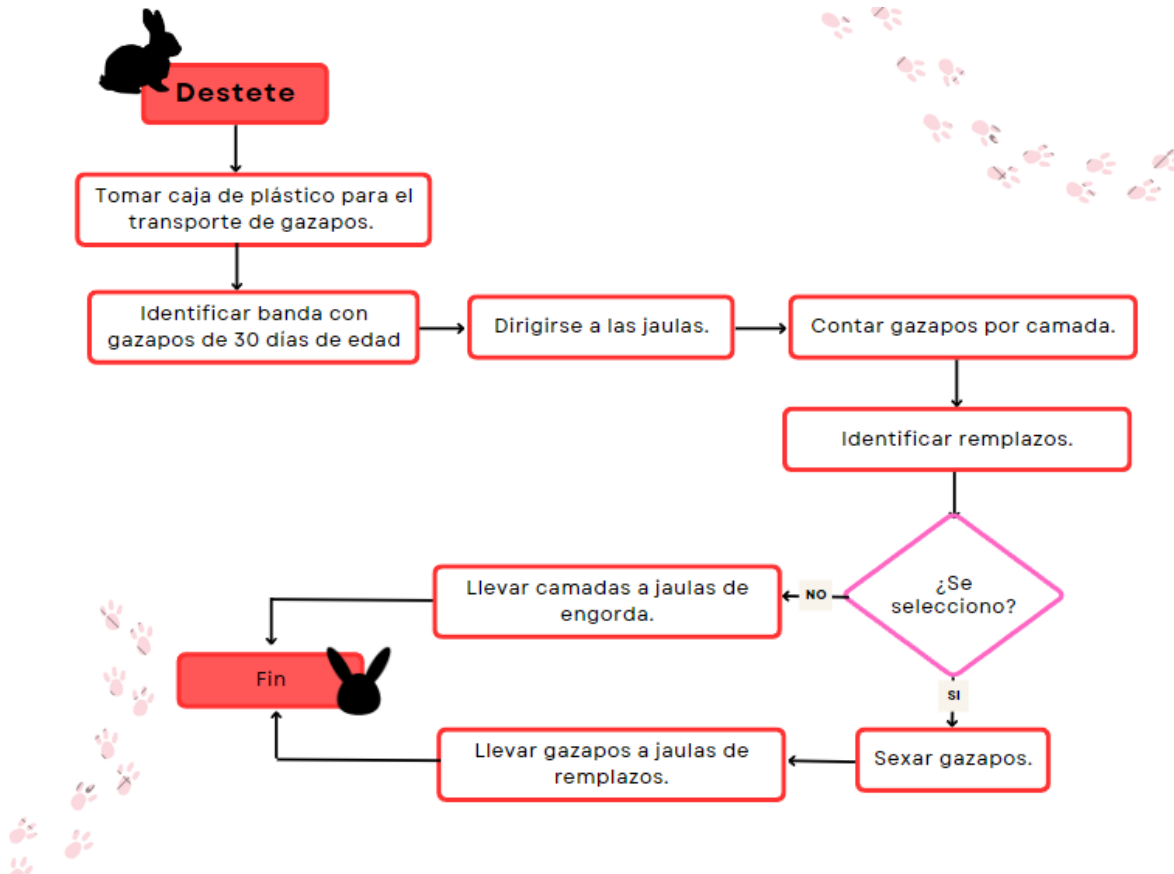 Destete
Tomar caja de plástico para el
transporte de gazapos.
Identificar banda con
gazapos de 30 días de edad
Dirigirse a las jaulas.
Contar gazapos por camada.
Identificar remplazos.
¿Se
selecciono?
NO
Llevar camadas a jaulas de
engorda.
Fin
SI
Sexar gazapos.
Llevar gazapos a jaulas de
remplazos.